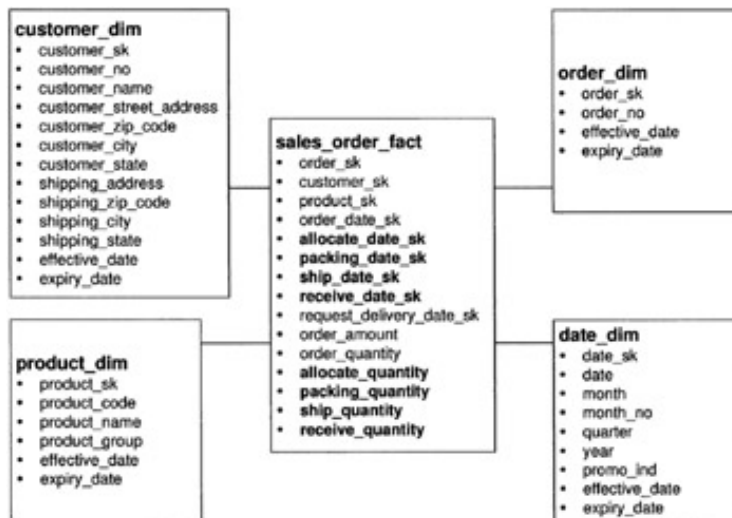 customer_dim
• customer_sk
• customer_no
• customer_name
• customer_street_address
• customer_zip_code
• customer_city
• customer_state
• shipping_address
• shipping_zip_code
• shipping_city
• shipping_state
• effective_date
• expiry_date
product_dim
• product_sk
• product_code
• product_name
• product_group
• effective_date
• expiry_date
sales_order_fact
• order_sk
• customer_sk
• product_sk
• order_date_sk
• allocate_date_sk
• packing_date_sk
• ship_date_sk
• receive_date_sk
• request_delivery_date_sk
• order_amount
• order_quantity
• allocate_quantity
• packing_quantity
• ship_quantity
• receive_quantity
order_dim
• order_sk
• order_no
• effective_date
• expiry_date
date_dim
• date_sk
• date
• month
• month_no
• quarter
• year
• promo_ind
• effective_date
• expiry_date